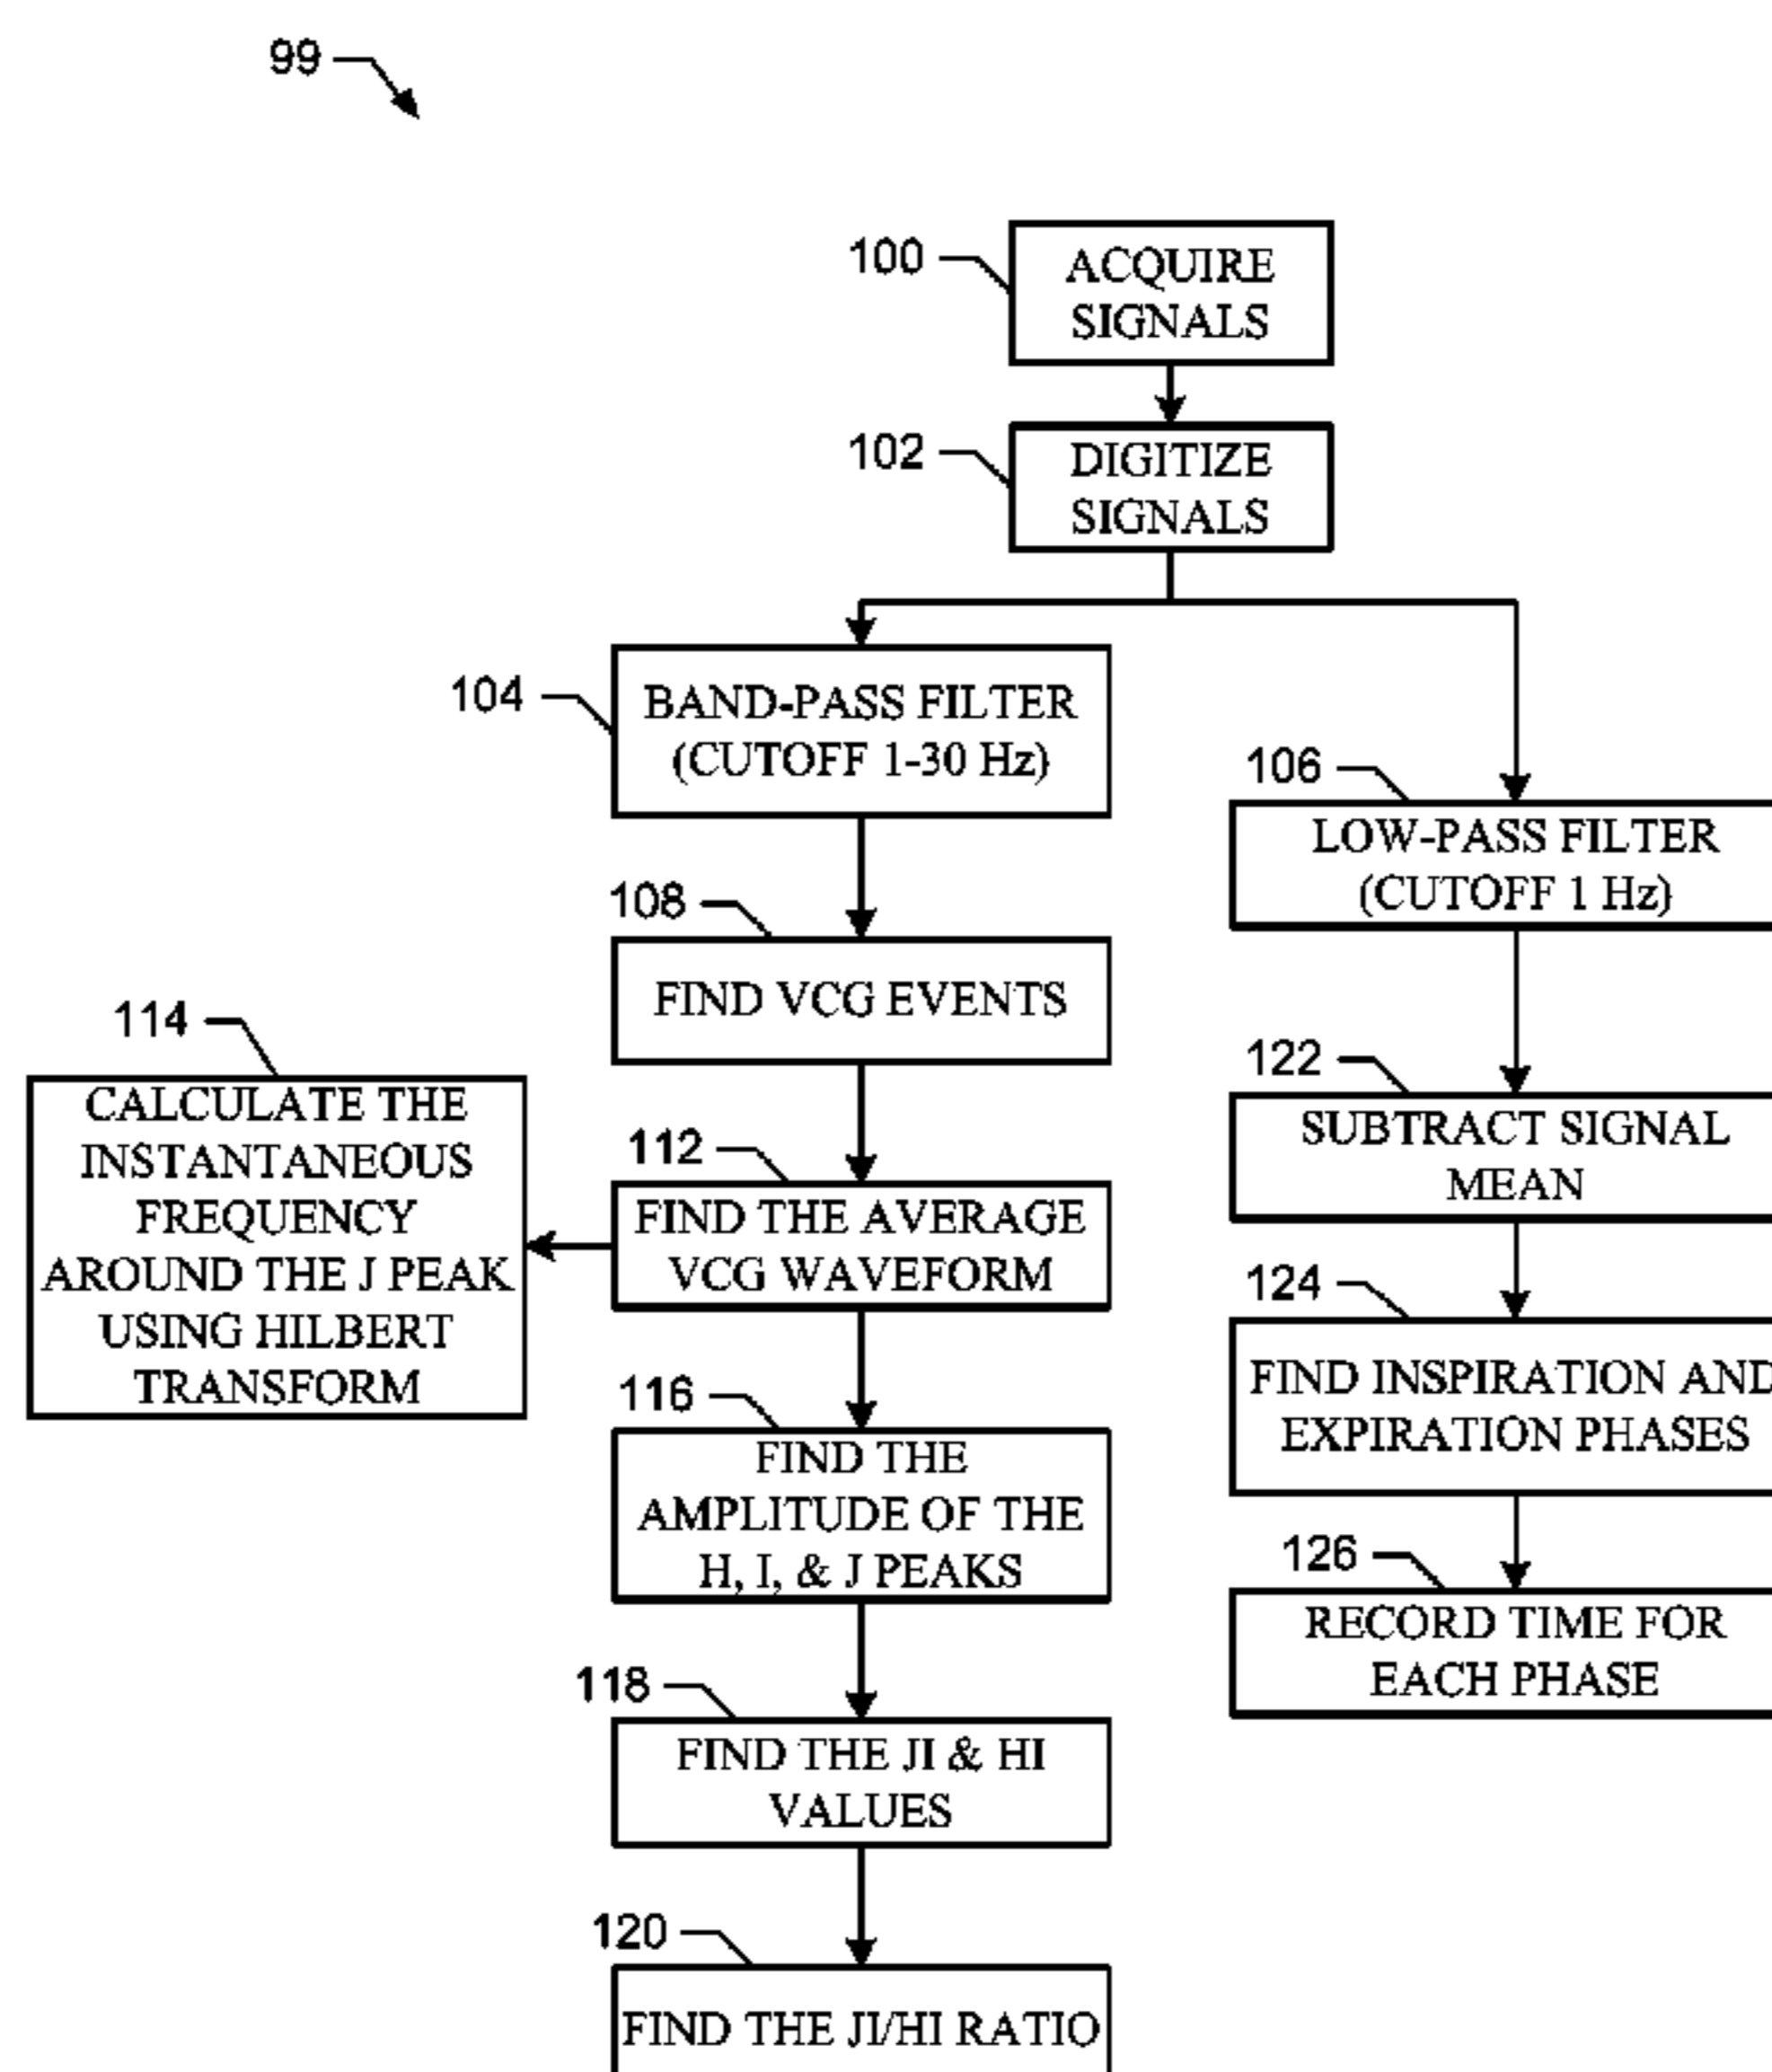 99
100
ACQUIRE
SIGNALS
102
DIGITIZE
SIGNALS
104
BAND-PASS FILTER
(CUTOFF 1-30 Hz)
106
LOW-PASS FILTER
(CUTOFF 1 Hz)
108
FIND VCG EVENTS
114
CALCULATE THE
INSTANTANEOUS
FREQUENCY
AROUND THE J PEAK
USING HILBERT
TRANSFORM
112
FIND THE AVERAGE
VCG WAVEFORM
122
SUBTRACT SIGNAL
MEAN
124
FIND INSPIRATION AND
EXPIRATION PHASES
116
FIND THE
AMPLITUDE OF THE
H, I, & J PEAKS
126
RECORD TIME FOR
EACH PHASE
118
FIND THE JI & HI
VALUES
120
FIND THE JI/HI RATIO